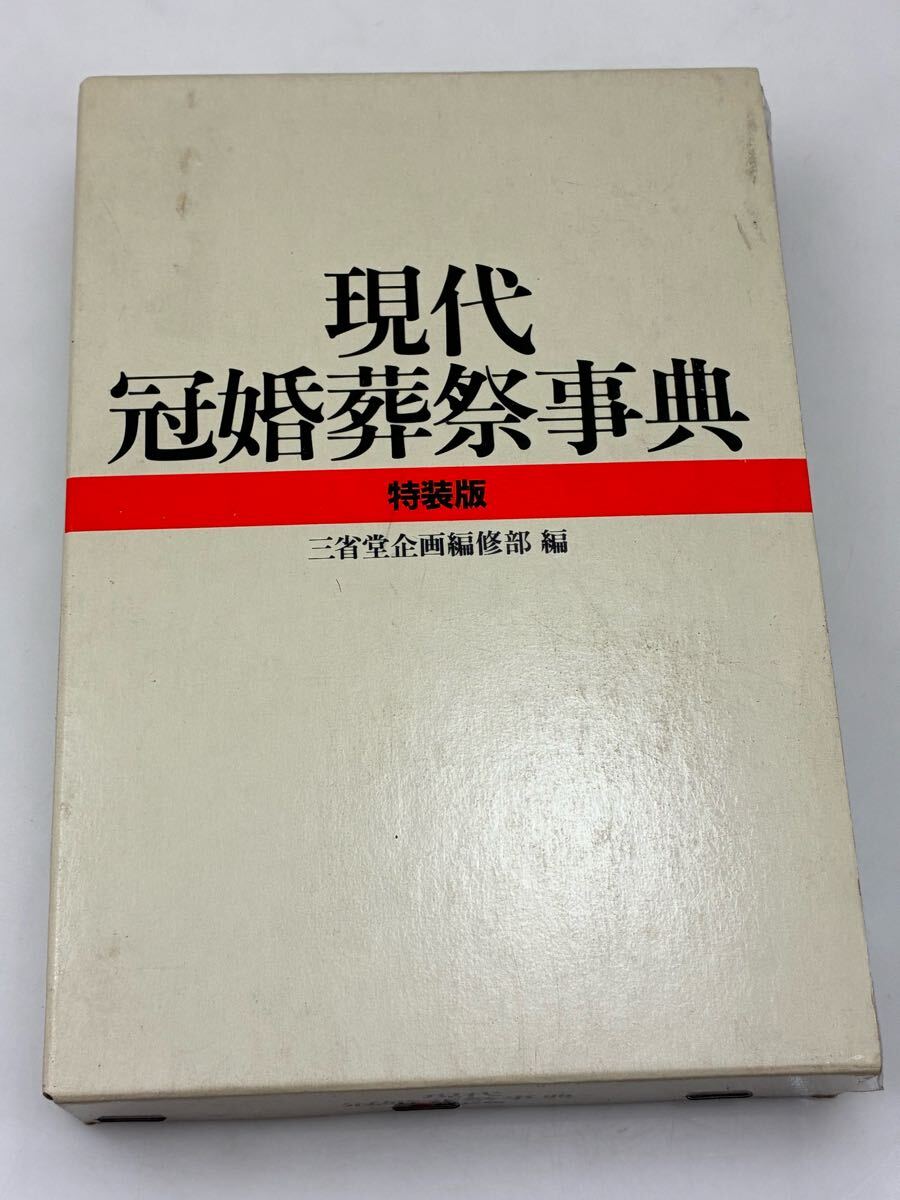 現代
冠婚葬祭事典
特装版
三省堂企画編修部 編